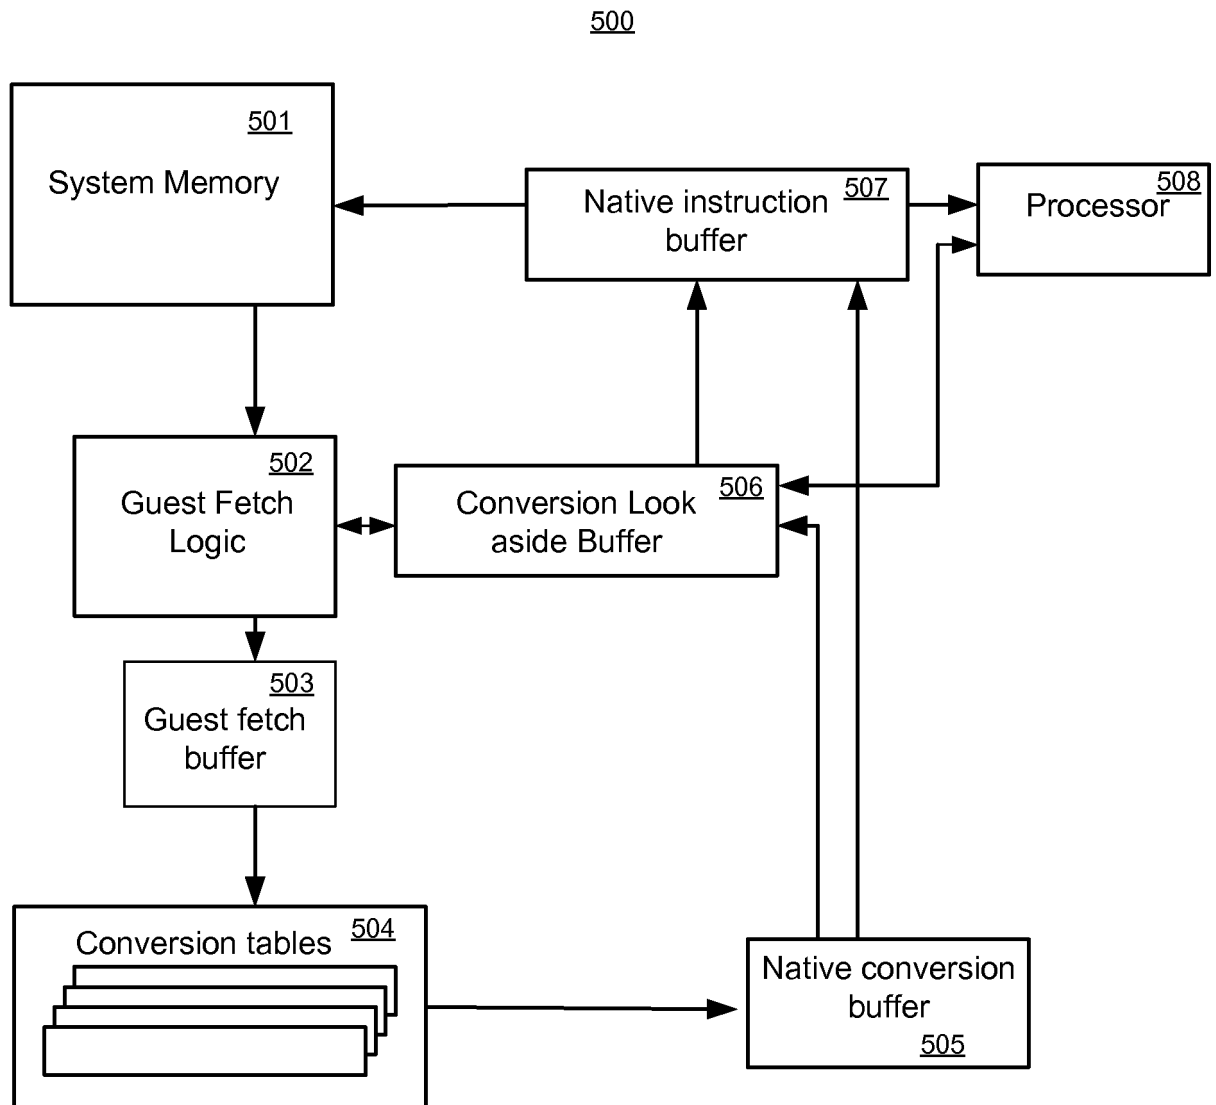 500
501
System Memory
507
Native instruction
buffer
508
Processor
502
Guest Fetch
Logic
506
Conversion Look
aside Buffer
503
Guest fetch
buffer
504
Conversion tables
Native conversion
buffer
505